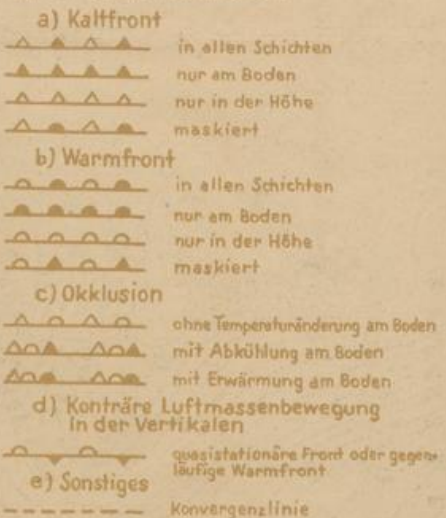 a) Kaltfront
in allen Schichten
nur am Boden
nur in der Höhe
maskiert
b) Warmfront
in allen Schichten
nur am Boden
nur in der Höhe
maskiert
c) Okklusion
ohne Temperaturänderung am Boden
mit Abkühlung am Boden
mit Erwärmung am Boden
d) Konträre Luftmassenbewegung
in der Vertikalen
quasistationäre Front oder gegen-
läufige Warmfront
e) Sonstiges
Konvergenzlinie